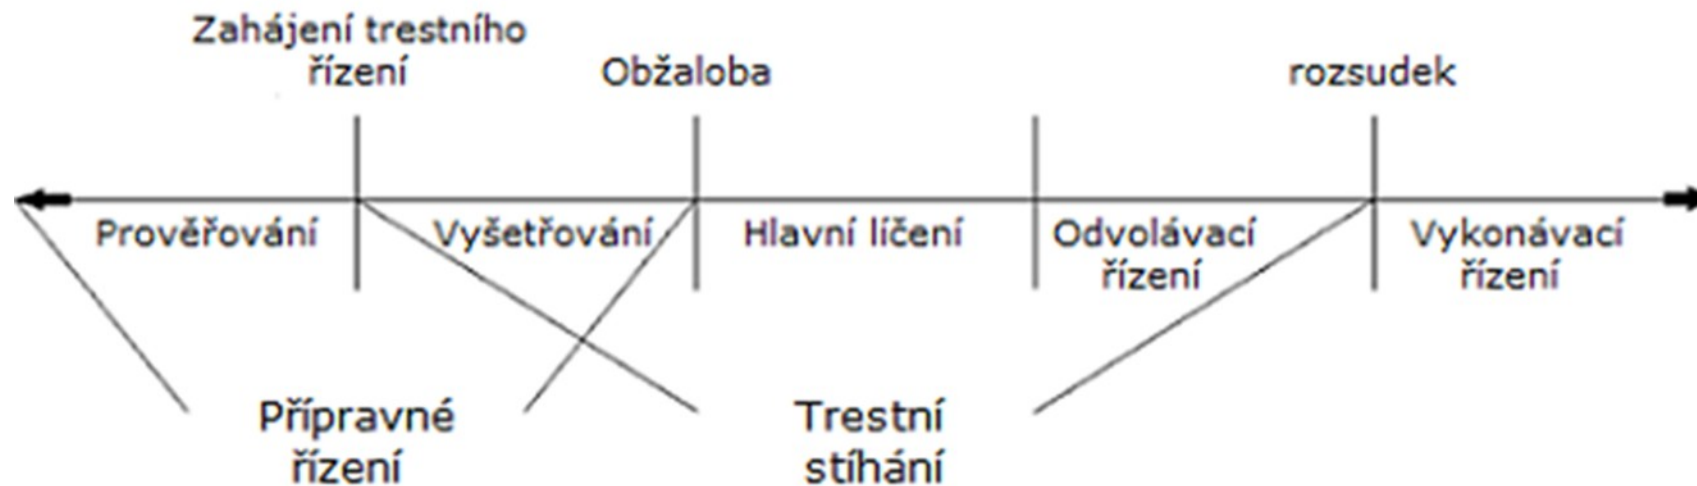 Zahájení trestního
řízení
Obžaloba
rozsudek
Prověřování
Vyšetřování
Hlavní líčení
Odvolávací
řízení
Vykonávací
řízení
Přípravné
řízení
Trestní
stíhání